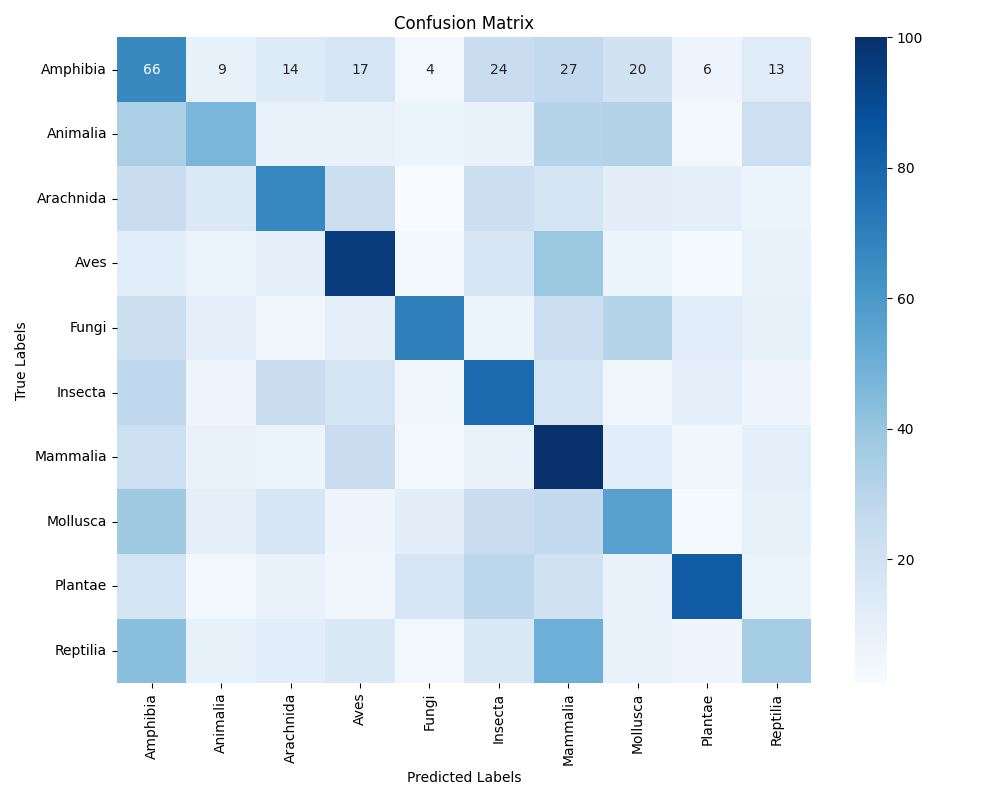 Confusion Matrix
True Labels
Amphibia 66 9 14 17 4 24 27 20 6 13
Animalia
Arachnida
Aves
Fungi
Insecta
Mammalia
Mollusca
Plantae
Reptilia
Amphibia Animalia Arachnida Aves Fungi Insecta Mammalia Mollusca Plantae Reptilia
Predicted Labels
100
80
60
40
20